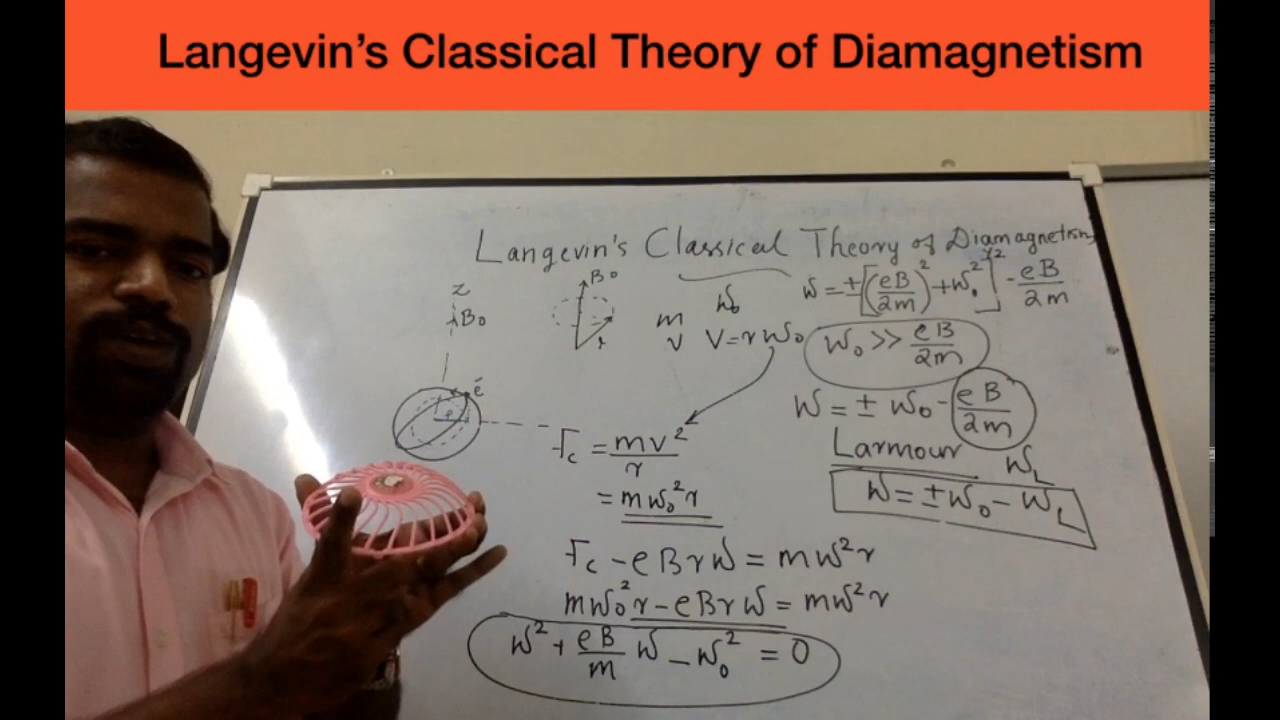 Langevin's Classical Theory of Diamagnetism
Langevin's Classical Theory of Diamagnetism
z
B₀
e⁻
B₀
r
m
v
ω₀
V = rω₀
F_c = mv²/r
= mω₀²r
F_c - eBrω = mω²r
mω₀²r - eBrω = mω²r
ω² + eB/m ω - ω₀² = 0
ω = ±[(eB/2m)² + ω₀²]^1/2 - eB/2m
ω₀ >> eB/2m
ω = ± ω₀ - eB/2m
Larmour ω_L
ω = ±ω₀ - ω_L